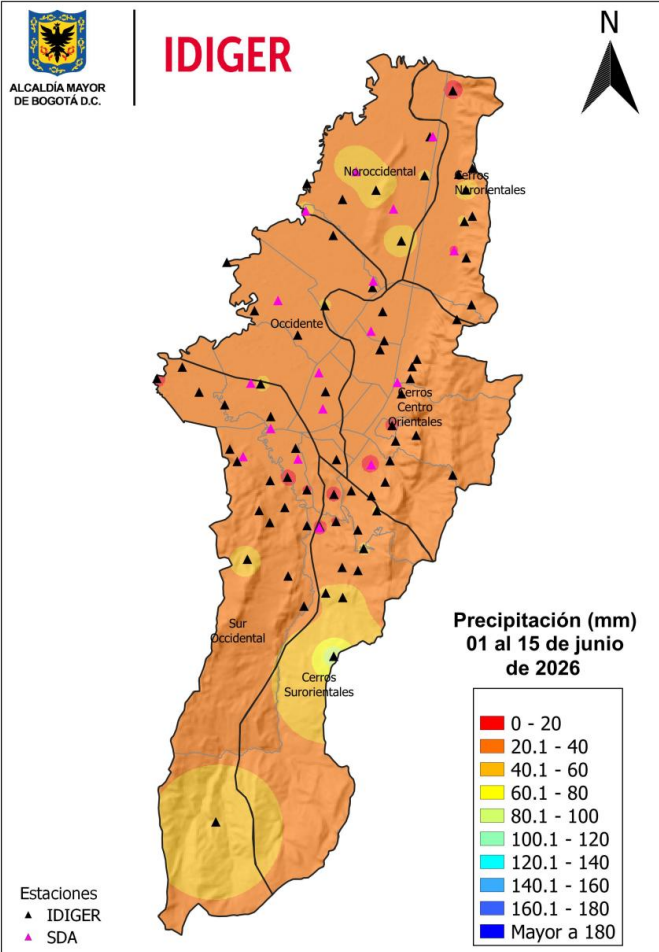 ALCALDÍA MAYOR
DE BOGOTÁ D.C.
IDIGER
N
Noroccidental
Cerros
Nororientales
Occidente
Cerros
Centro
Orientales
Sur
Occidental
Cerros
Surorientales
Precipitación (mm)
01 al 15 de junio
de 2026
0 - 20
20.1 - 40
40.1 - 60
60.1 - 80
80.1 - 100
100.1 - 120
120.1 - 140
140.1 - 160
160.1 - 180
Mayor a 180
Estaciones
IDIGER
SDA